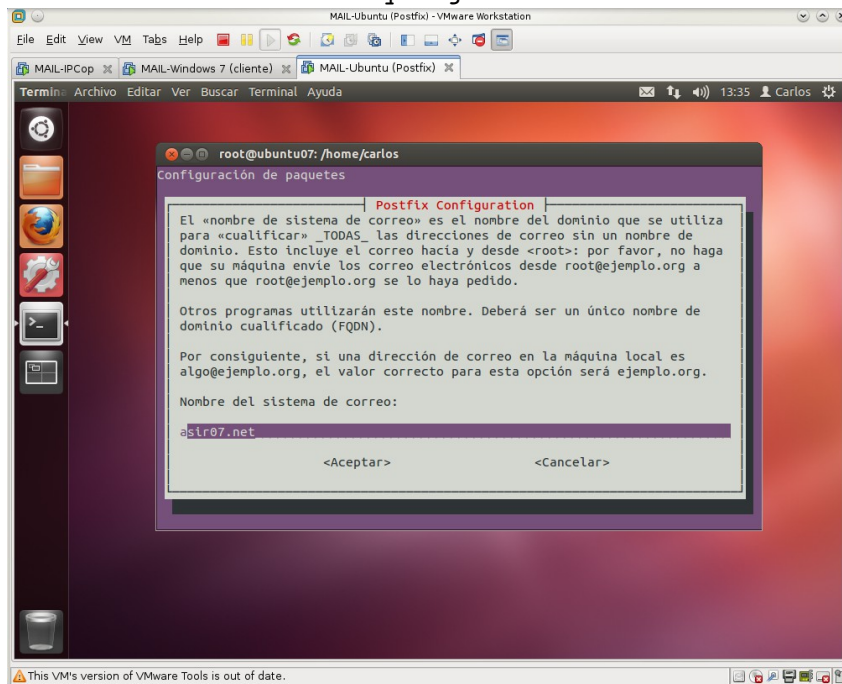 MAIL-Ubuntu (Postfix) - VMware Workstation
File Edit View VM Tabs Help
MAIL-IPCop MAIL-Windows 7 (cliente) MAIL-Ubuntu (Postfix)
Archivo Editar Ver Buscar Terminal Ayuda 13:35 Carlos
root@ubuntu07: /home/carlos
Configuración de paquetes
Postfix Configuration
El «nombre de sistema de correo» es el nombre del dominio que se utiliza
para «cualificar» _TODAS_ las direcciones de correo sin un nombre de
dominio. Esto incluye el correo hacia y desde <root>: por favor, no haga
que su máquina envíe los correo electrónicos desde root@ejemplo.org a
menos que root@ejemplo.org se lo haya pedido.
Otros programas utilizarán este nombre. Deberá ser un único nombre de
dominio cualificado (FQDN).
Por consiguiente, si una dirección de correo en la máquina local es
algo@ejemplo.org, el valor correcto para esta opción será ejemplo.org.
Nombre del sistema de correo:
asir07.net
<Aceptar> <Cancelar>
This VM's version of VMware Tools is out of date.